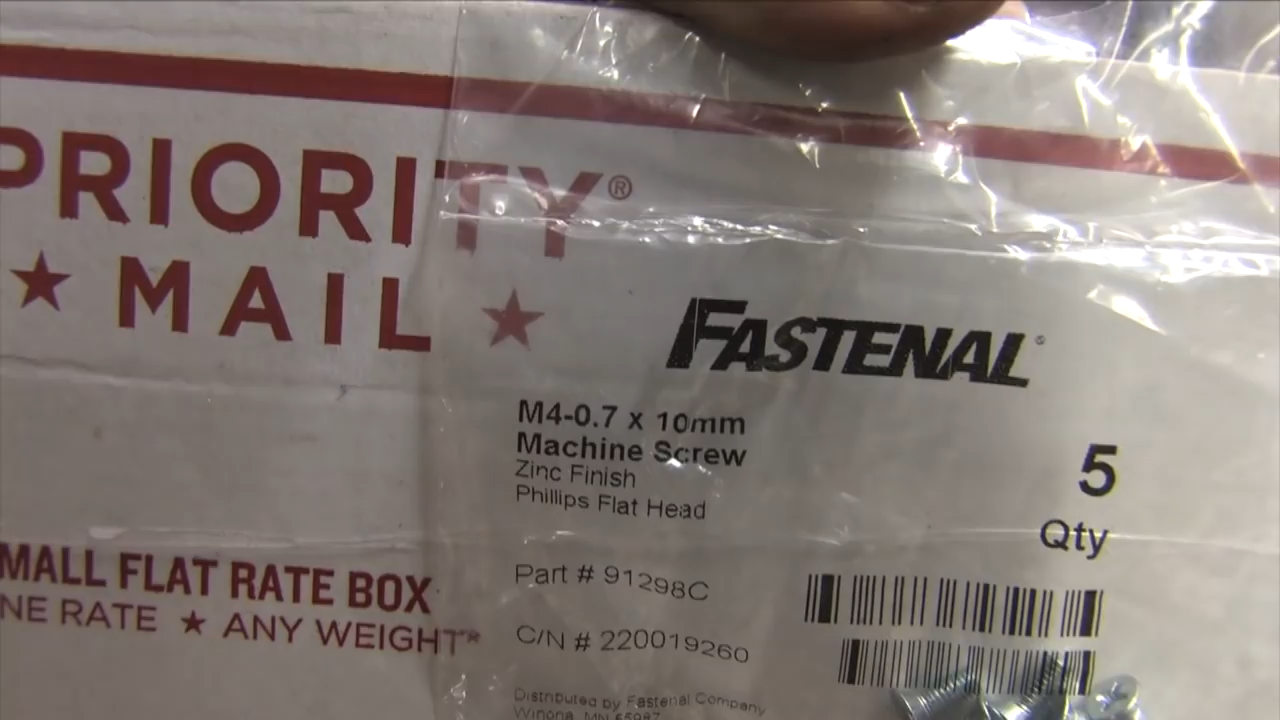 PRIORITY®
★ MAIL ★
FASTENAL®
M4-0.7 x 10mm
Machine Screw
Zinc Finish
Phillips Flat Head
5
Qty
Part # 91298C
C/N # 220019260
MALL FLAT RATE BOX
NE RATE ★ ANY WEIGHT™
Distributed by Fastenal Company
Winona, MN 55987